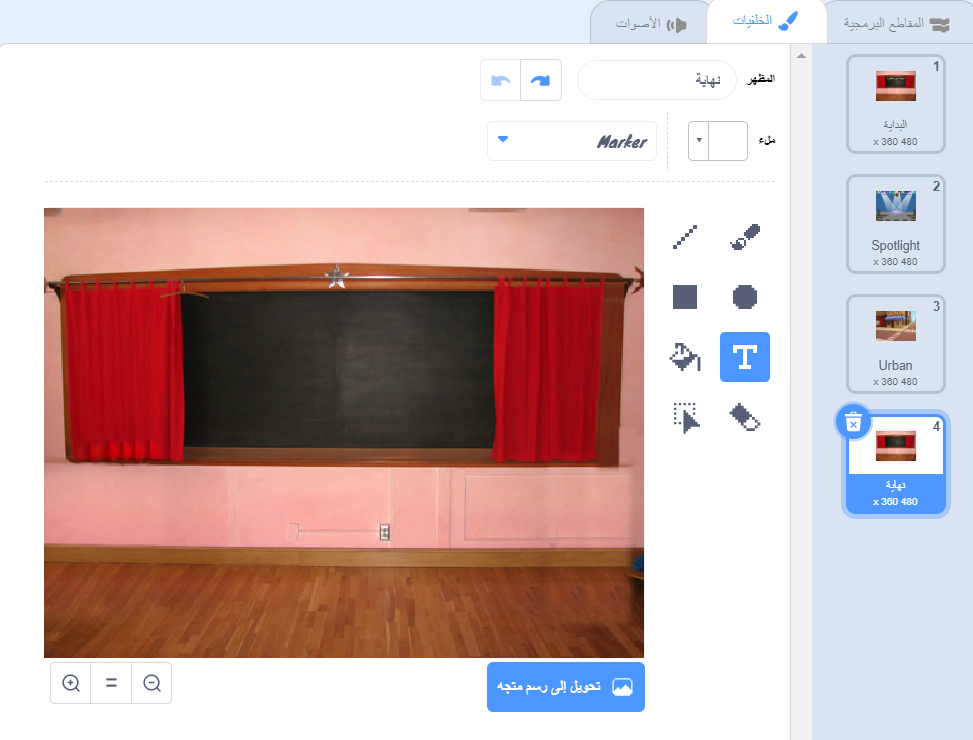 المقاطع البرمجية
الخلفيات
الأصوات
المظهر
نهاية
ملء
Marker
تحويل إلى رسم متجه
1
البداية
480 x 360
2
Spotlight
480 x 360
3
Urban
480 x 360
4
نهاية
480 x 360